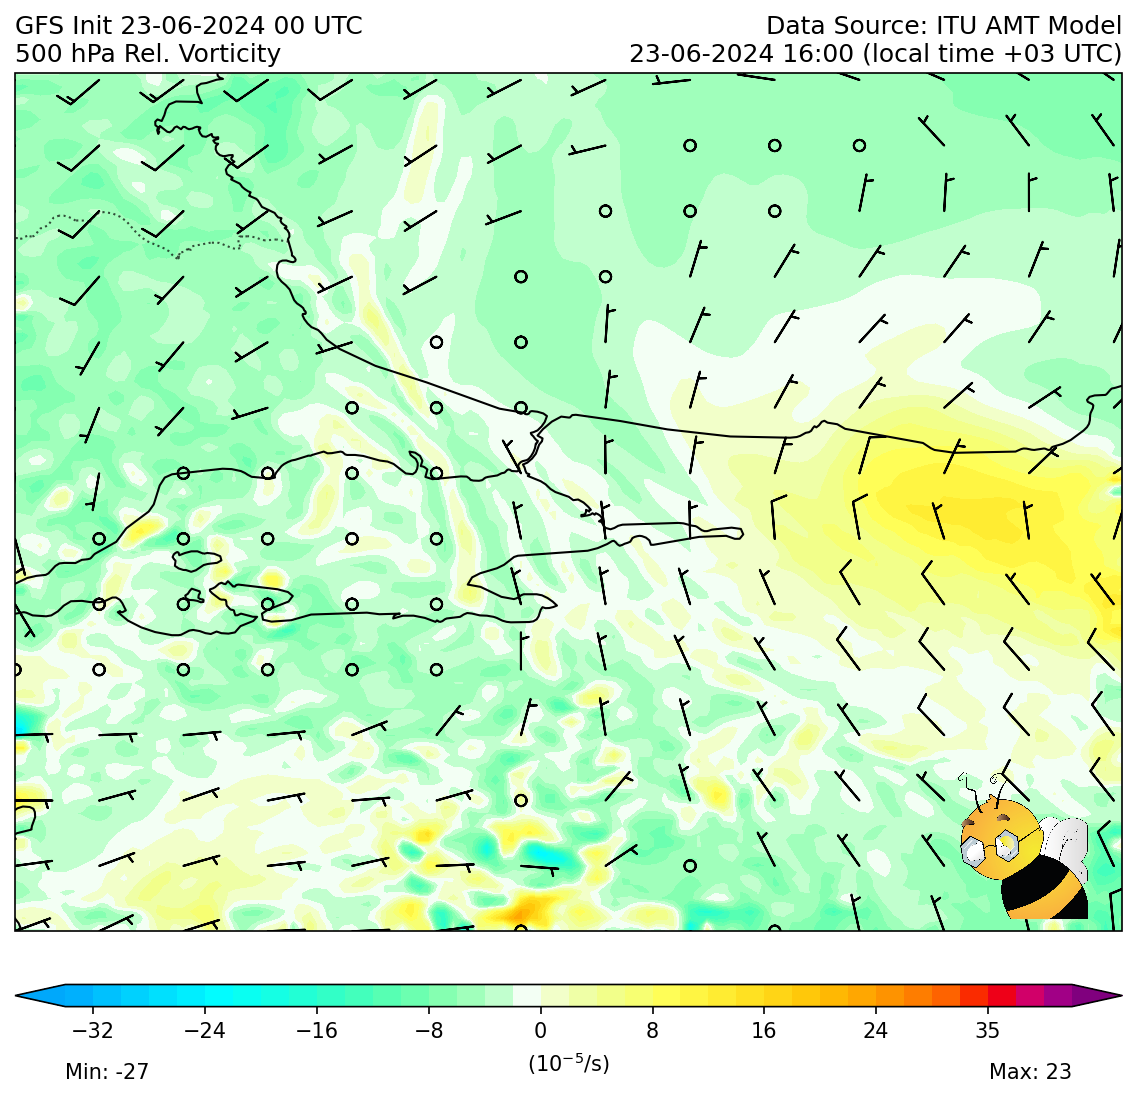 GFS Init 23-06-2024 00 UTC
Data Source: ITU AMT Model
500 hPa Rel. Vorticity
23-06-2024 16:00 (local time +03 UTC)
−32 −24 −16 −8 0 8 16 24 35
(10⁻⁵/s)
Min: -27
Max: 23